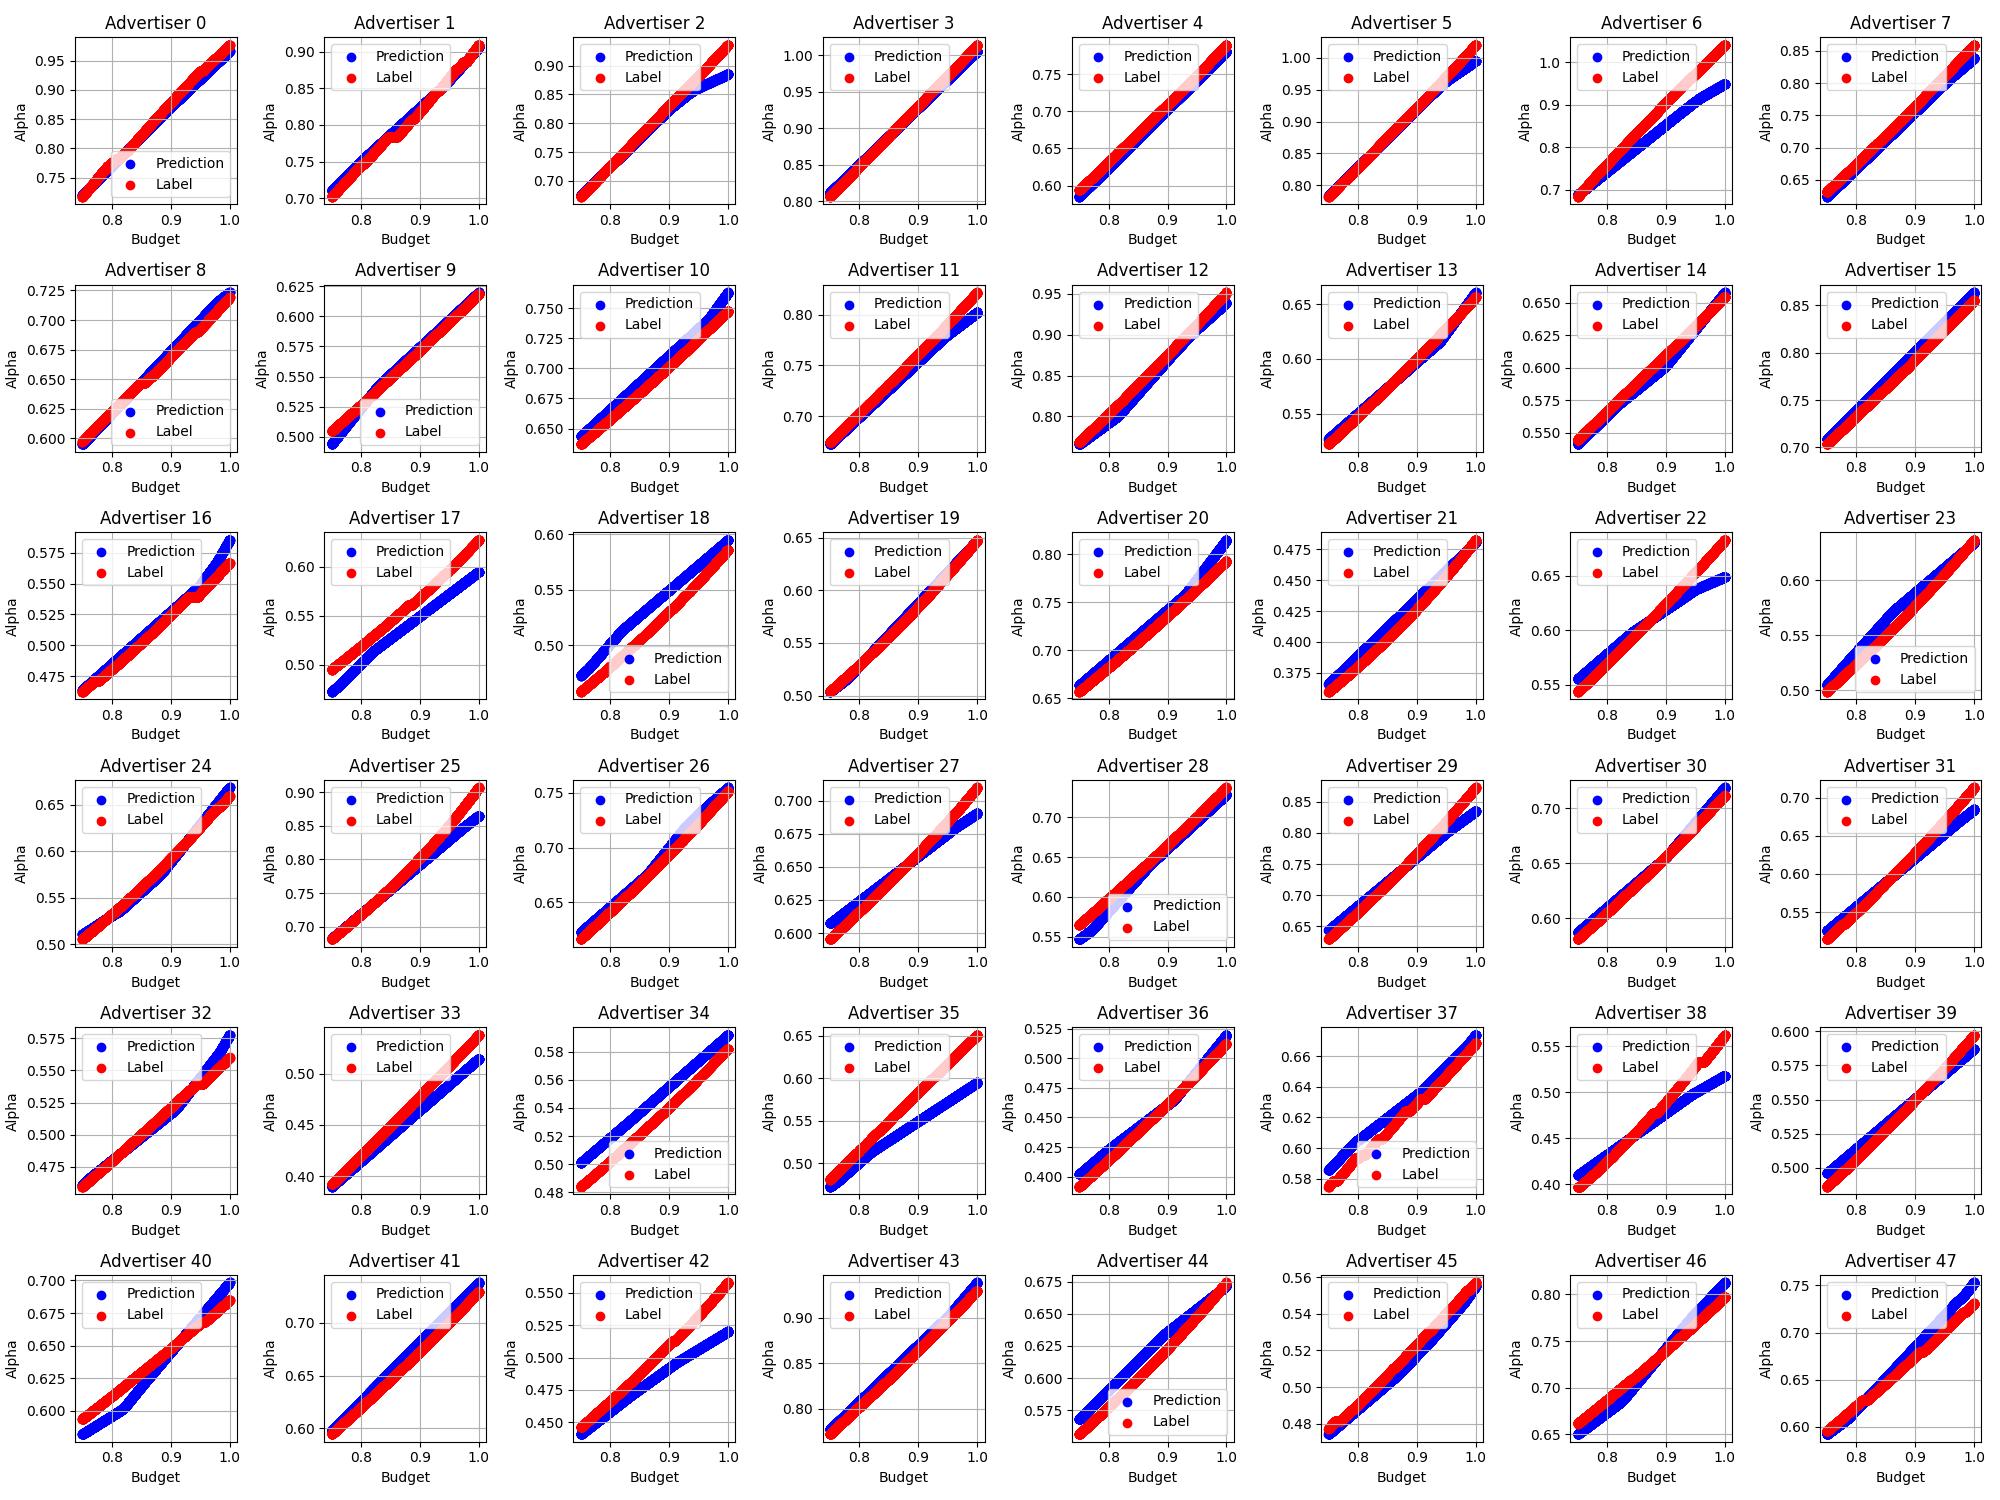 Advertiser 0
Prediction
Label
Alpha
0.95
0.90
0.85
0.80
0.75
0.8 0.9 1.0
Budget
Advertiser 1
Prediction
Label
Alpha
0.90
0.85
0.80
0.75
0.70
0.8 0.9 1.0
Budget
Advertiser 2
Prediction
Label
Alpha
0.90
0.85
0.80
0.75
0.70
0.8 0.9 1.0
Budget
Advertiser 3
Prediction
Label
Alpha
1.00
0.95
0.90
0.85
0.80
0.8 0.9 1.0
Budget
Advertiser 4
Prediction
Label
Alpha
0.75
0.70
0.65
0.60
0.8 0.9 1.0
Budget
Advertiser 5
Prediction
Label
Alpha
1.00
0.95
0.90
0.85
0.80
0.8 0.9 1.0
Budget
Advertiser 6
Prediction
Label
Alpha
1.0
0.9
0.8
0.7
0.8 0.9 1.0
Budget
Advertiser 7
Prediction
Label
Alpha
0.85
0.80
0.75
0.70
0.65
0.8 0.9 1.0
Budget
Advertiser 8
Prediction
Label
Alpha
0.725
0.700
0.675
0.650
0.625
0.600
0.8 0.9 1.0
Budget
Advertiser 9
Prediction
Label
Alpha
0.625
0.600
0.575
0.550
0.525
0.500
0.8 0.9 1.0
Budget
Advertiser 10
Prediction
Label
Alpha
0.750
0.725
0.700
0.675
0.650
0.8 0.9 1.0
Budget
Advertiser 11
Prediction
Label
Alpha
0.80
0.75
0.70
0.8 0.9 1.0
Budget
Advertiser 12
Prediction
Label
Alpha
0.95
0.90
0.85
0.80
0.8 0.9 1.0
Budget
Advertiser 13
Prediction
Label
Alpha
0.65
0.60
0.55
0.8 0.9 1.0
Budget
Advertiser 14
Prediction
Label
Alpha
0.650
0.625
0.600
0.575
0.550
0.8 0.9 1.0
Budget
Advertiser 15
Prediction
Label
Alpha
0.85
0.80
0.75
0.70
0.8 0.9 1.0
Budget
Advertiser 16
Prediction
Label
Alpha
0.575
0.550
0.525
0.500
0.475
0.8 0.9 1.0
Budget
Advertiser 17
Prediction
Label
Alpha
0.60
0.55
0.50
0.8 0.9 1.0
Budget
Advertiser 18
Prediction
Label
Alpha
0.60
0.55
0.50
0.8 0.9 1.0
Budget
Advertiser 19
Prediction
Label
Alpha
0.65
0.60
0.55
0.50
0.8 0.9 1.0
Budget
Advertiser 20
Prediction
Label
Alpha
0.80
0.75
0.70
0.65
0.8 0.9 1.0
Budget
Advertiser 21
Prediction
Label
Alpha
0.475
0.450
0.425
0.400
0.375
0.8 0.9 1.0
Budget
Advertiser 22
Prediction
Label
Alpha
0.65
0.60
0.55
0.8 0.9 1.0
Budget
Advertiser 23
Prediction
Label
Alpha
0.60
0.55
0.50
0.8 0.9 1.0
Budget
Advertiser 24
Prediction
Label
Alpha
0.65
0.60
0.55
0.50
0.8 0.9 1.0
Budget
Advertiser 25
Prediction
Label
Alpha
0.90
0.85
0.80
0.75
0.70
0.8 0.9 1.0
Budget
Advertiser 26
Prediction
Label
Alpha
0.75
0.70
0.65
0.8 0.9 1.0
Budget
Advertiser 27
Prediction
Label
Alpha
0.700
0.675
0.650
0.625
0.600
0.8 0.9 1.0
Budget
Advertiser 28
Prediction
Label
Alpha
0.70
0.65
0.60
0.55
0.8 0.9 1.0
Budget
Advertiser 29
Prediction
Label
Alpha
0.85
0.80
0.75
0.70
0.65
0.8 0.9 1.0
Budget
Advertiser 30
Prediction
Label
Alpha
0.70
0.65
0.60
0.8 0.9 1.0
Budget
Advertiser 31
Prediction
Label
Alpha
0.70
0.65
0.60
0.55
0.8 0.9 1.0
Budget
Advertiser 32
Prediction
Label
Alpha
0.575
0.550
0.525
0.500
0.475
0.8 0.9 1.0
Budget
Advertiser 33
Prediction
Label
Alpha
0.50
0.45
0.40
0.8 0.9 1.0
Budget
Advertiser 34
Prediction
Label
Alpha
0.58
0.56
0.54
0.52
0.50
0.48
0.8 0.9 1.0
Budget
Advertiser 35
Prediction
Label
Alpha
0.65
0.60
0.55
0.50
0.8 0.9 1.0
Budget
Advertiser 36
Prediction
Label
Alpha
0.525
0.500
0.475
0.450
0.425
0.400
0.8 0.9 1.0
Budget
Advertiser 37
Prediction
Label
Alpha
0.66
0.64
0.62
0.60
0.58
0.8 0.9 1.0
Budget
Advertiser 38
Prediction
Label
Alpha
0.55
0.50
0.45
0.40
0.8 0.9 1.0
Budget
Advertiser 39
Prediction
Label
Alpha
0.600
0.575
0.550
0.525
0.500
0.8 0.9 1.0
Budget
Advertiser 40
Prediction
Label
Alpha
0.700
0.675
0.650
0.625
0.600
0.8 0.9 1.0
Budget
Advertiser 41
Prediction
Label
Alpha
0.70
0.65
0.60
0.8 0.9 1.0
Budget
Advertiser 42
Prediction
Label
Alpha
0.550
0.525
0.500
0.475
0.450
0.8 0.9 1.0
Budget
Advertiser 43
Prediction
Label
Alpha
0.90
0.85
0.80
0.8 0.9 1.0
Budget
Advertiser 44
Prediction
Label
Alpha
0.675
0.650
0.625
0.600
0.575
0.8 0.9 1.0
Budget
Advertiser 45
Prediction
Label
Alpha
0.56
0.54
0.52
0.50
0.48
0.8 0.9 1.0
Budget
Advertiser 46
Prediction
Label
Alpha
0.80
0.75
0.70
0.65
0.8 0.9 1.0
Budget
Advertiser 47
Prediction
Label
Alpha
0.75
0.70
0.65
0.60
0.8 0.9 1.0
Budget